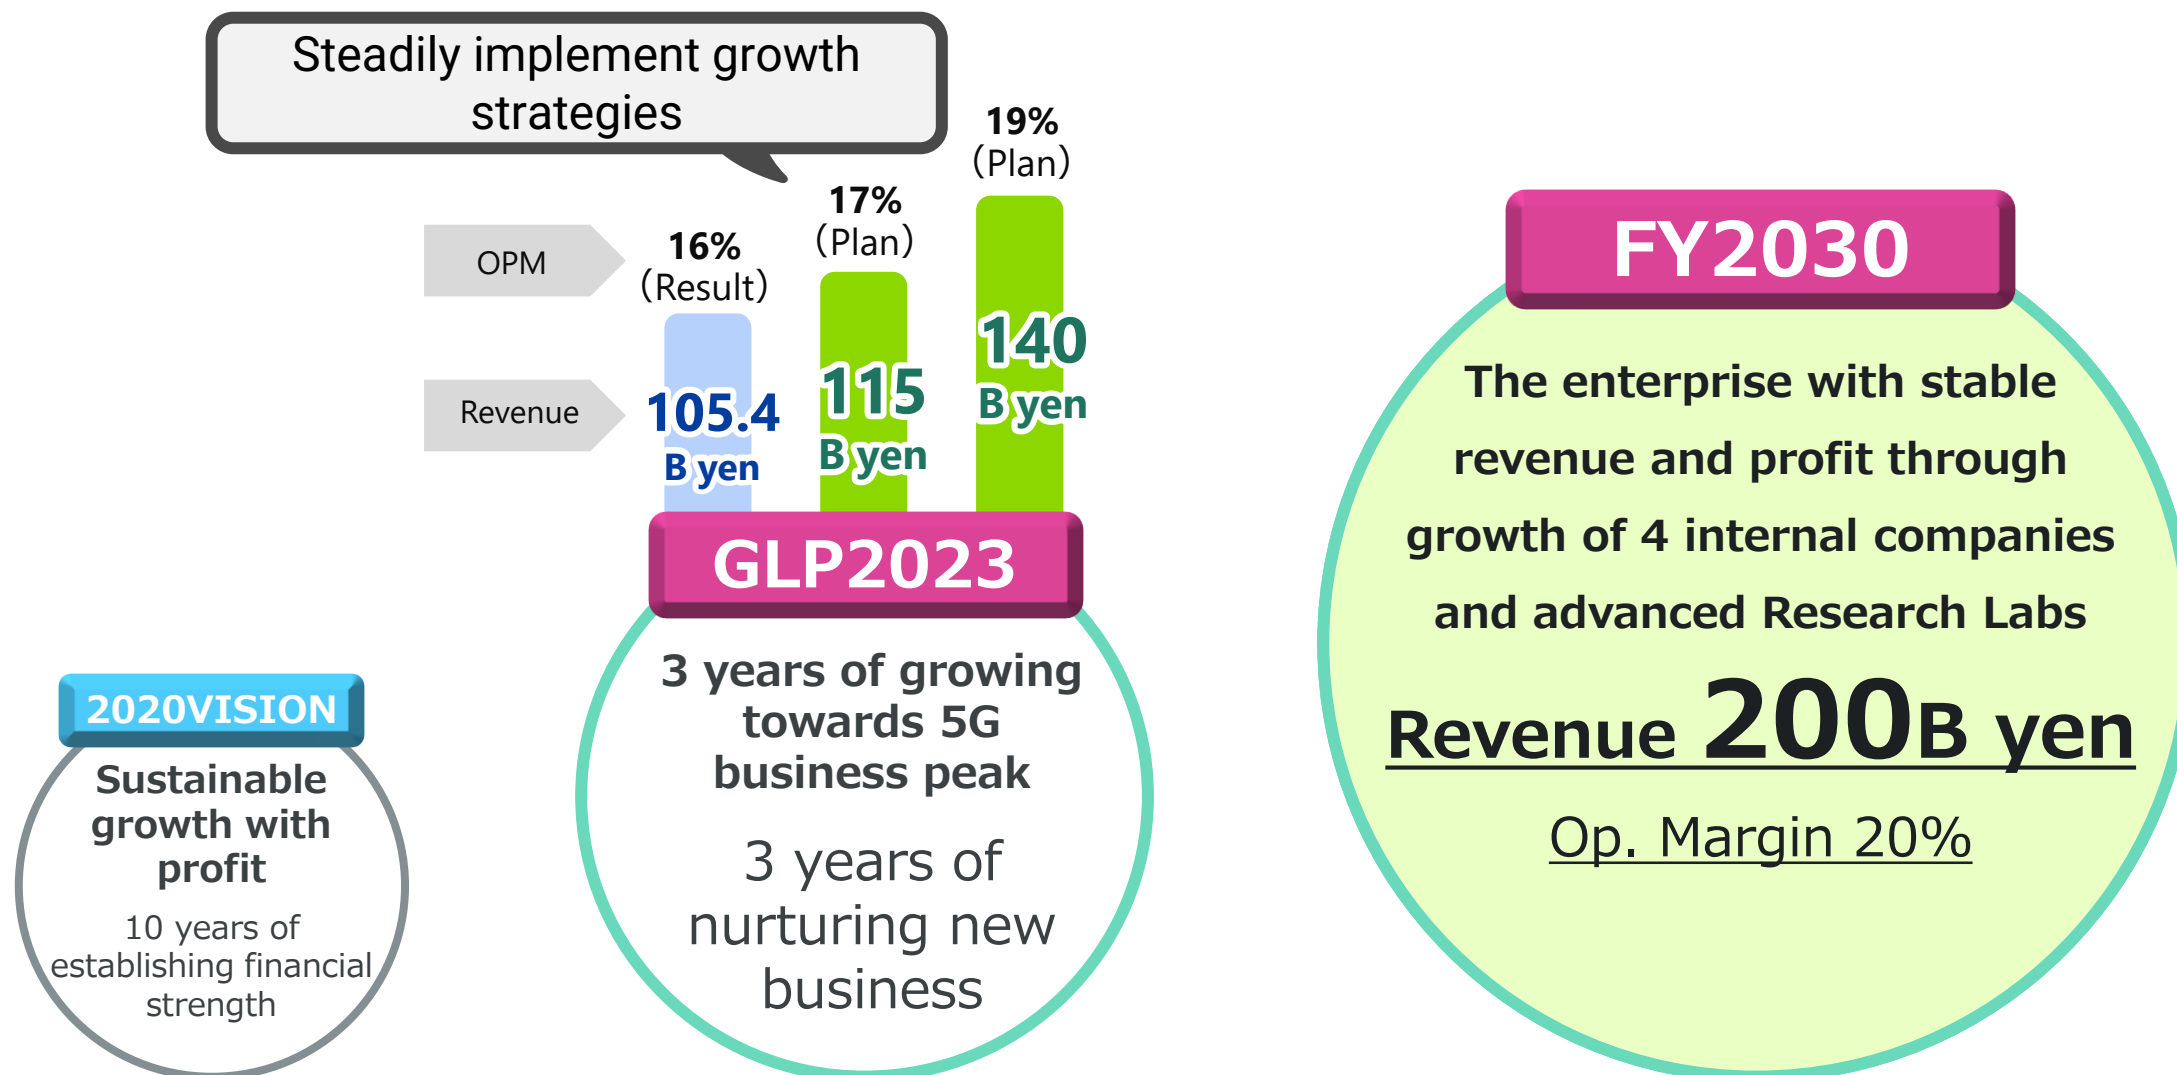 Steadily implement growth
strategies
OPM
Revenue
16%
（Result）
105.4
B yen
17%
（Plan）
115
B yen
19%
（Plan）
140
B yen
2020VISION
Sustainable
growth with
profit
10 years of
establishing financial
strength
GLP2023
3 years of growing
towards 5G
business peak
3 years of
nurturing new
business
FY2030
The enterprise with stable
revenue and profit through
growth of 4 internal companies
and advanced Research Labs
Revenue 200B yen
Op. Margin 20%